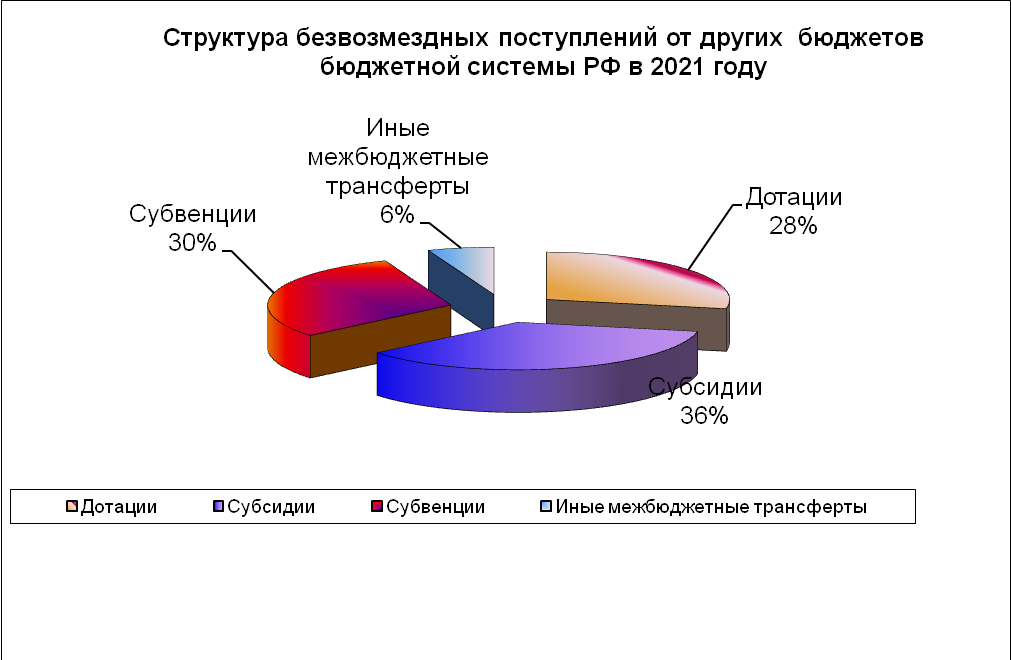 Структура безвозмездных поступлений от других бюджетов
бюджетной системы РФ в 2021 году
Иные
межбюджетные
трансферты
6%
Дотации
28%
Субвенции
30%
Субсидии
36%
Дотации
Субсидии
Субвенции
Иные межбюджетные трансферты